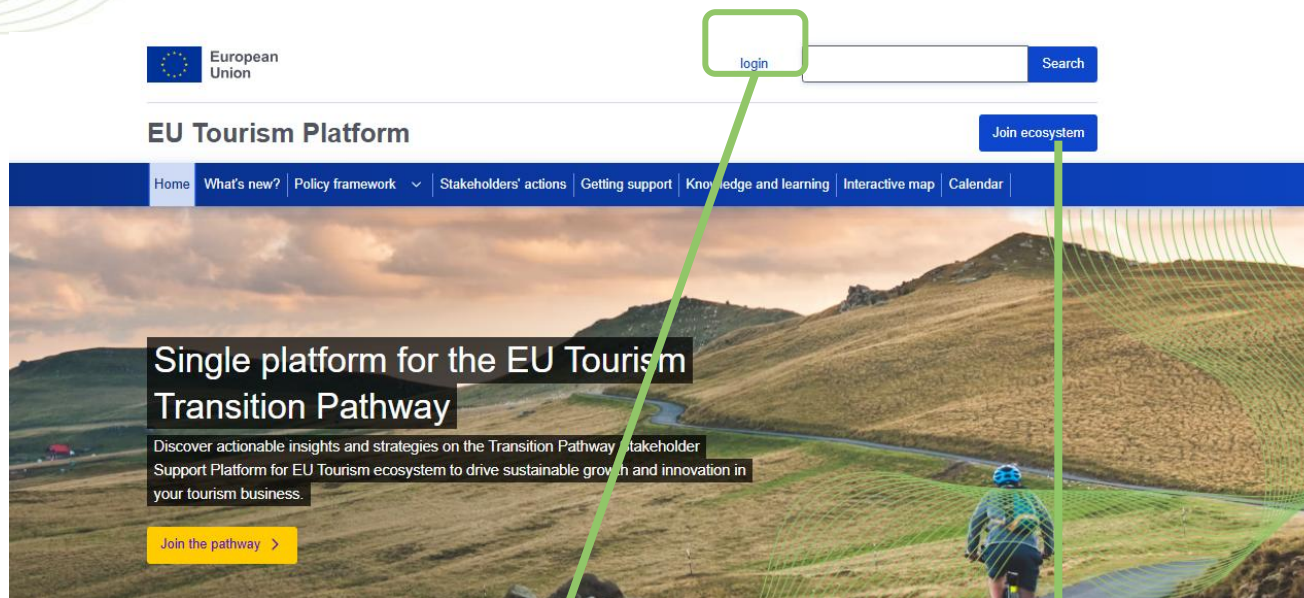 European
Union
login
Search
EU Tourism Platform
Join ecosystem
Home
What's new?
Policy framework
Stakeholders' actions
Getting support
Knowledge and learning
Interactive map
Calendar
Single platform for the EU Tourism
Transition Pathway
Discover actionable insights and strategies on the Transition Pathway Stakeholder
Support Platform for EU Tourism ecosystem to drive sustainable growth and innovation in
your tourism business.
Join the pathway